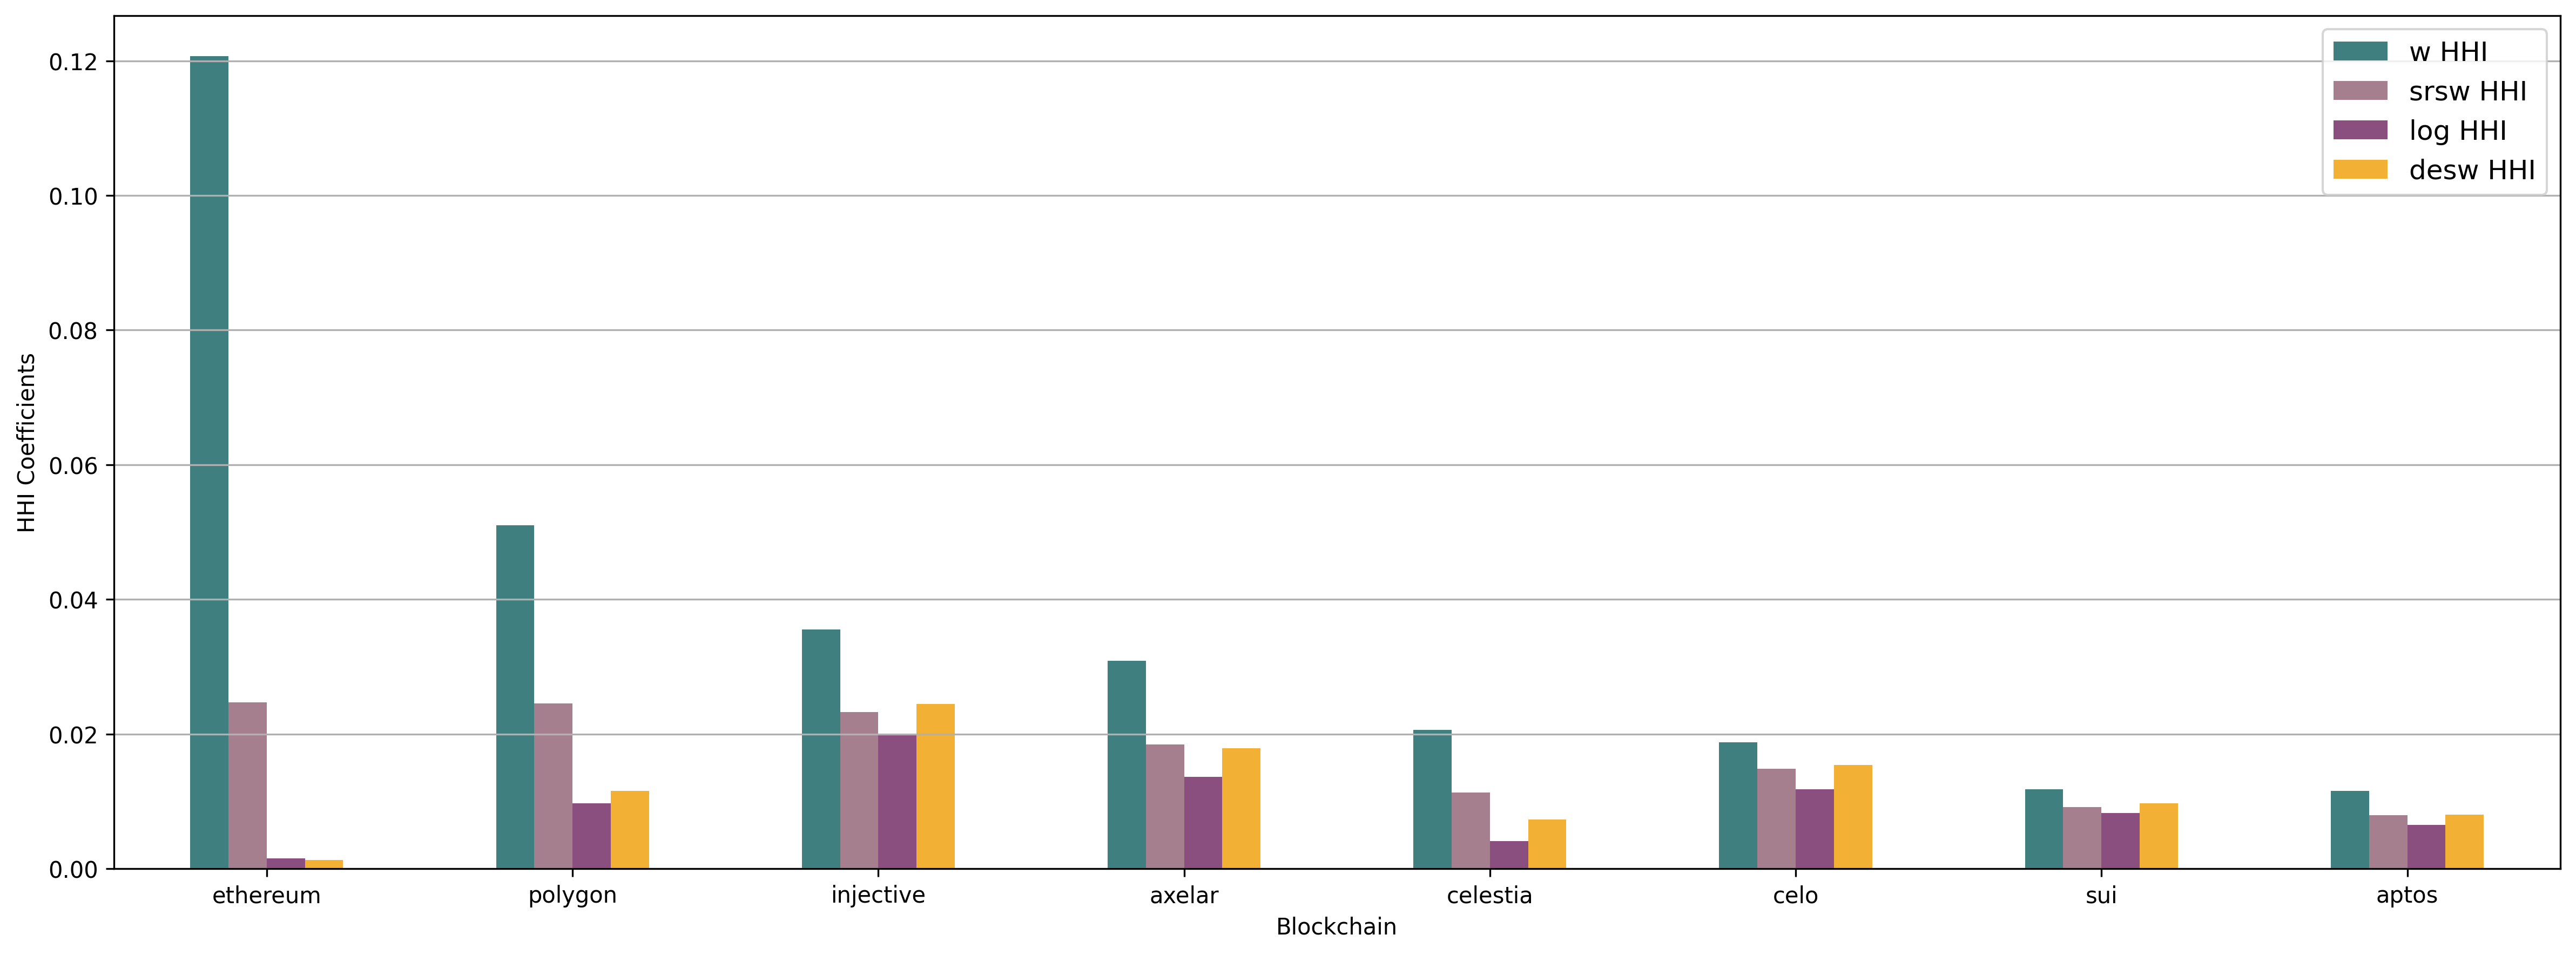 0.12
0.10
0.08
0.06
0.04
0.02
0.00
HHI Coefficients
w HHI
srsw HHI
log HHI
desw HHI
ethereum polygon injective axelar celestia celo sui aptos
Blockchain